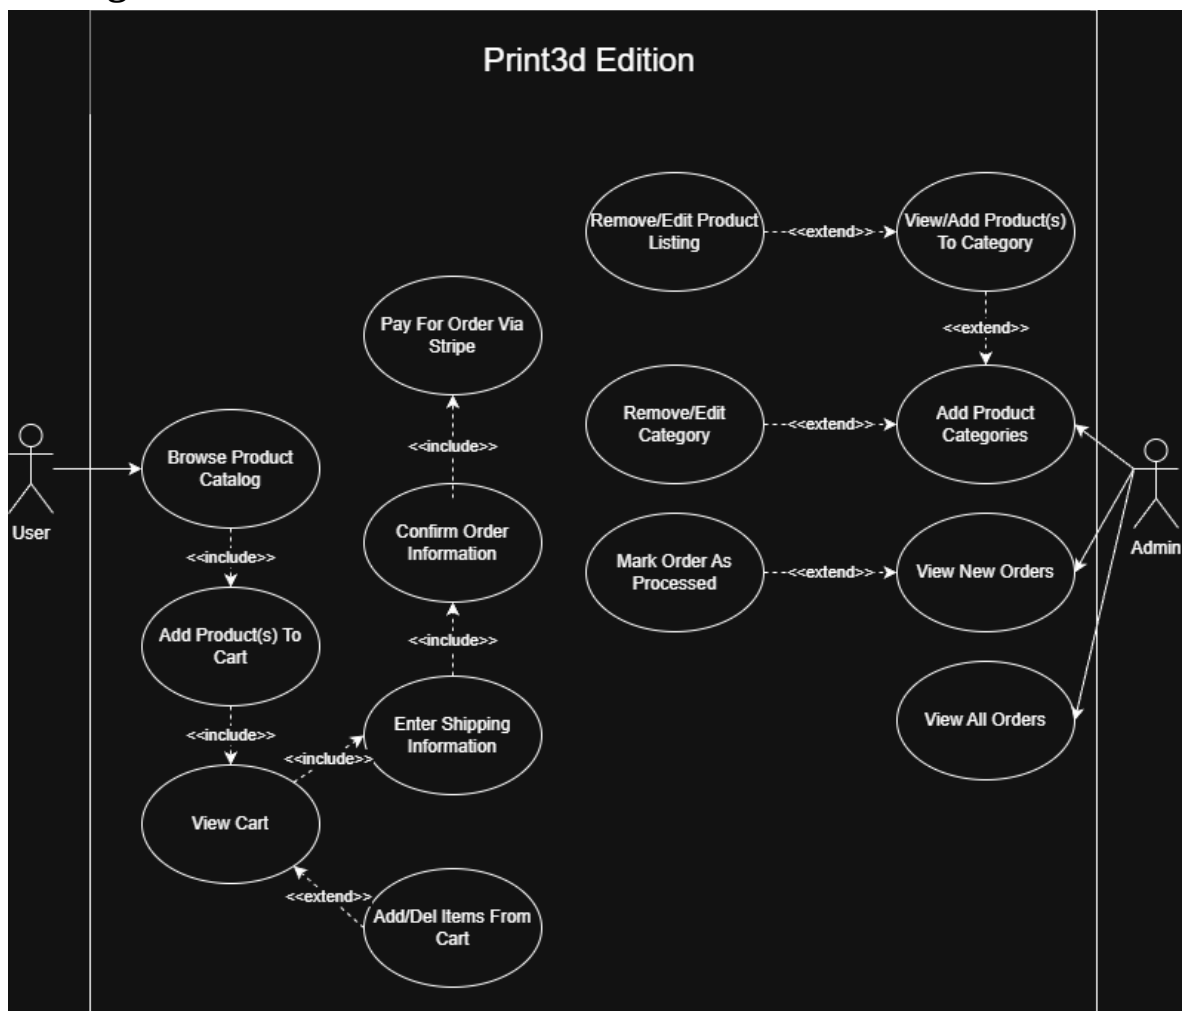 Print3d Edition
Remove/Edit Product
Listing
<<extend>>
View/Add Product(s)
To Category
<<extend>>
Pay For Order Via
Stripe
<<include>>
Remove/Edit
Category
<<extend>>
Add Product
Categories
User
Browse Product
Catalog
<<include>>
Confirm Order
Information
<<include>>
Mark Order As
Processed
<<extend>>
View New Orders
Admin
Add Product(s) To
Cart
<<include>>
Enter Shipping
Information
<<include>>
View All Orders
View Cart
<<extend>>
Add/Del Items From
Cart